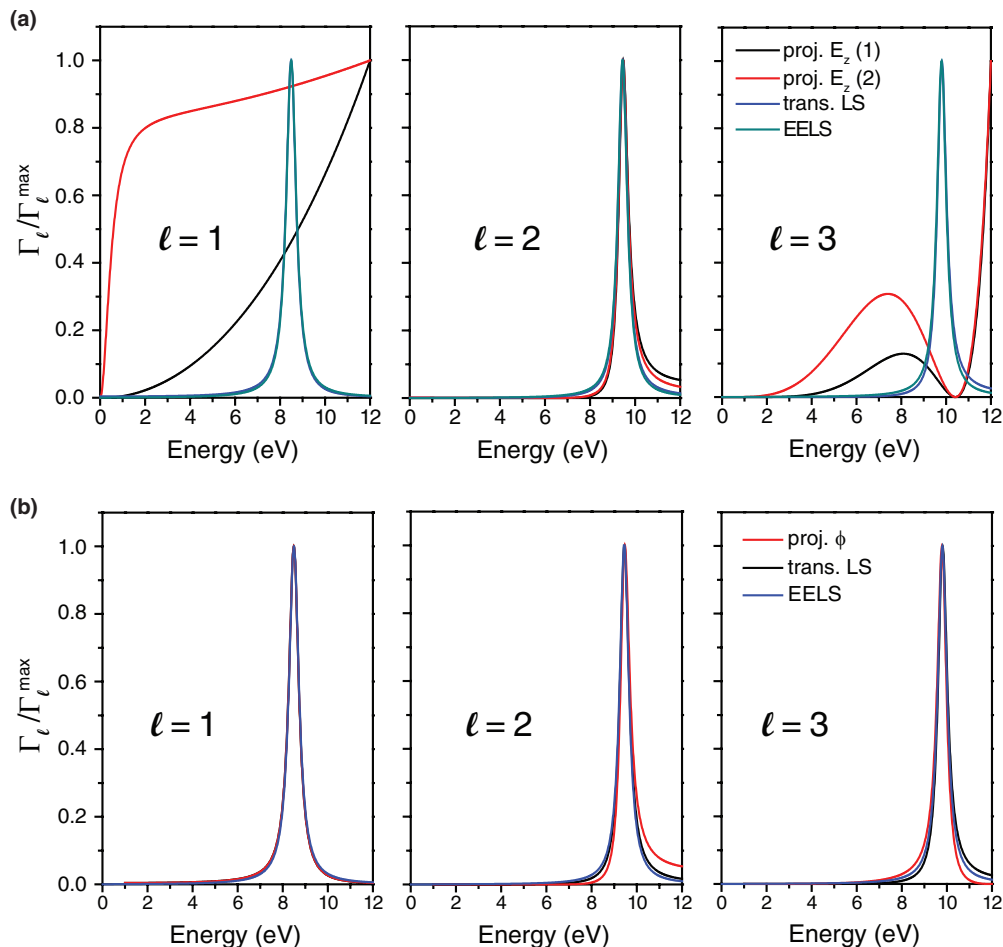 (a)
Γℓ/Γℓ^max
1.0
0.8
0.6
0.4
0.2
0.0
ℓ = 1
0 2 4 6 8 10 12
Energy (eV)
ℓ = 2
0 2 4 6 8 10 12
Energy (eV)
proj. E_z (1)
proj. E_z (2)
trans. LS
EELS
ℓ = 3
0 2 4 6 8 10 12
Energy (eV)
(b)
Γℓ/Γℓ^max
1.0
0.8
0.6
0.4
0.2
0.0
ℓ = 1
0 2 4 6 8 10 12
Energy (eV)
ℓ = 2
0 2 4 6 8 10 12
Energy (eV)
proj. ϕ
trans. LS
EELS
ℓ = 3
0 2 4 6 8 10 12
Energy (eV)